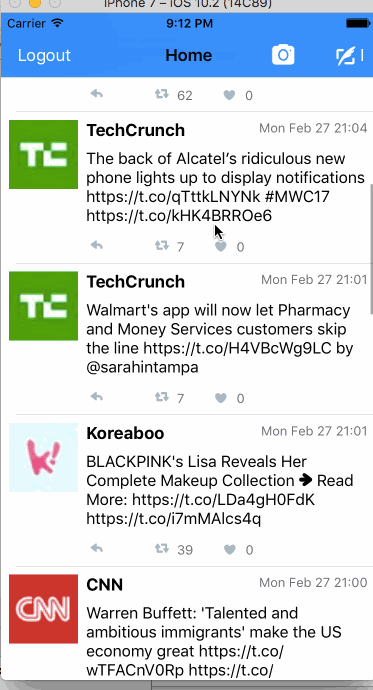 iPhone 7 – iOS 10.2 (14C89)
Carrier 9:12 PM
Logout Home
62 0
TechCrunch Mon Feb 27 21:04
The back of Alcatel’s ridiculous new
phone lights up to display notifications
https://t.co/qTttkLNYNk #MWC17
https://t.co/kHK4BRROe6
7 0
TechCrunch Mon Feb 27 21:01
Walmart's app will now let Pharmacy
and Money Services customers skip
the line https://t.co/H4VBcWg9LC by
@sarahintampa
7 0
k!
Koreaboo Mon Feb 27 21:01
BLACKPINK's Lisa Reveals Her
Complete Makeup Collection 🡺 Read
More: https://t.co/LDa4gH0FdK
https://t.co/i7mMAlcs4q
39 0
CNN
CNN Mon Feb 27 21:00
Warren Buffett: 'Talented and
ambitious immigrants' make the US
economy great https://t.co/
wTFACnV0Rp https://t.co/